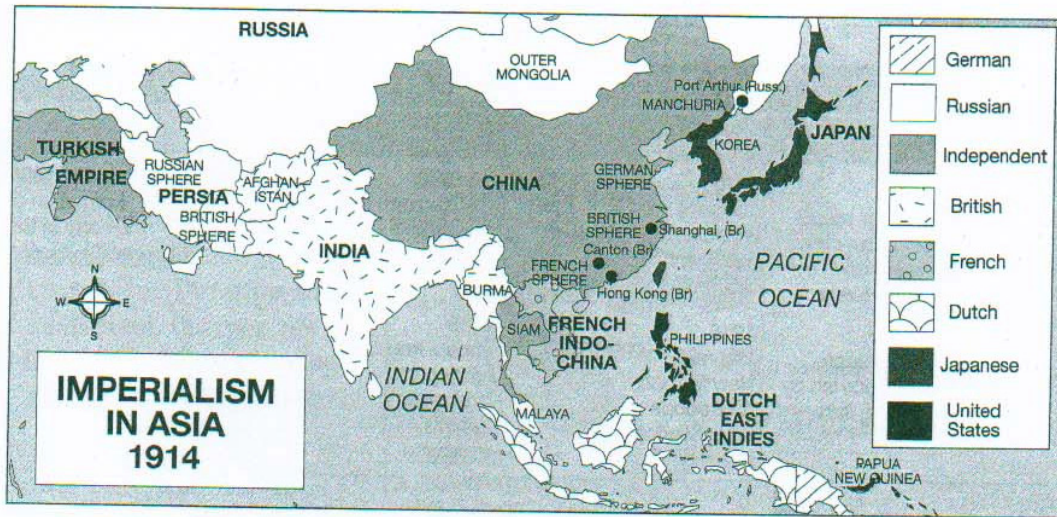 RUSSIA
OUTER
MONGOLIA
Port Arthur (Russ.)
MANCHURIA
KOREA
JAPAN
TURKISH
EMPIRE
RUSSIAN
SPHERE
PERSIA
BRITISH
SPHERE
AFGHAN-
ISTAN
CHINA
GERMAN
SPHERE
BRITISH
SPHERE
Shanghai (Br)
Canton (Br)
INDIA
FRENCH
SPHERE
Hong Kong (Br)
BURMA
SIAM
FRENCH
INDO-
CHINA
PACIFIC
OCEAN
PHILIPPINES
INDIAN
OCEAN
MALAYA
DUTCH
EAST
INDIES
PAPUA
NEW GUINEA
N
W
E
S
IMPERIALISM
IN ASIA
1914
German
Russian
Independent
British
French
Dutch
Japanese
United
States